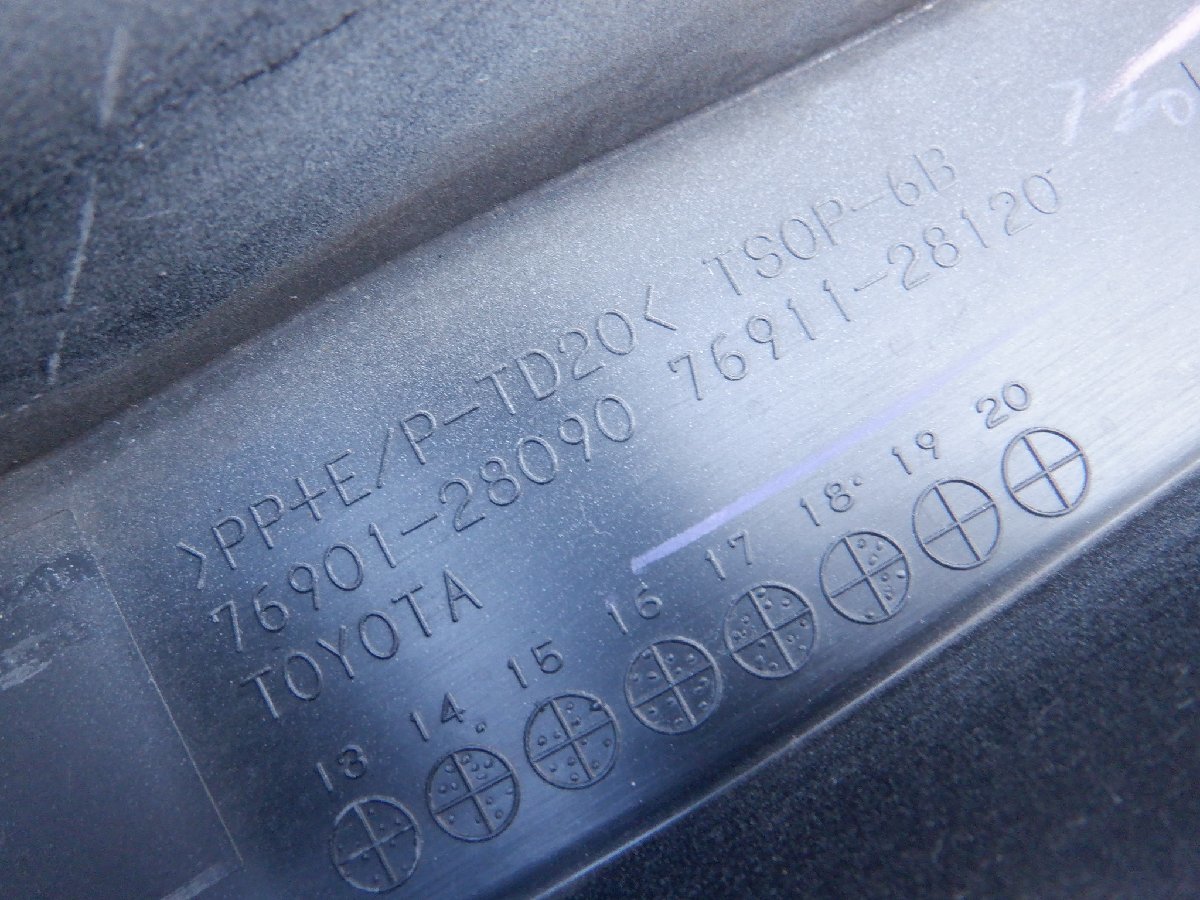 >PP+E/P-TD20< TSOP-6B
76901-28090 76911-28120
TOYOTA
13 14 15 16 17 18 19 20